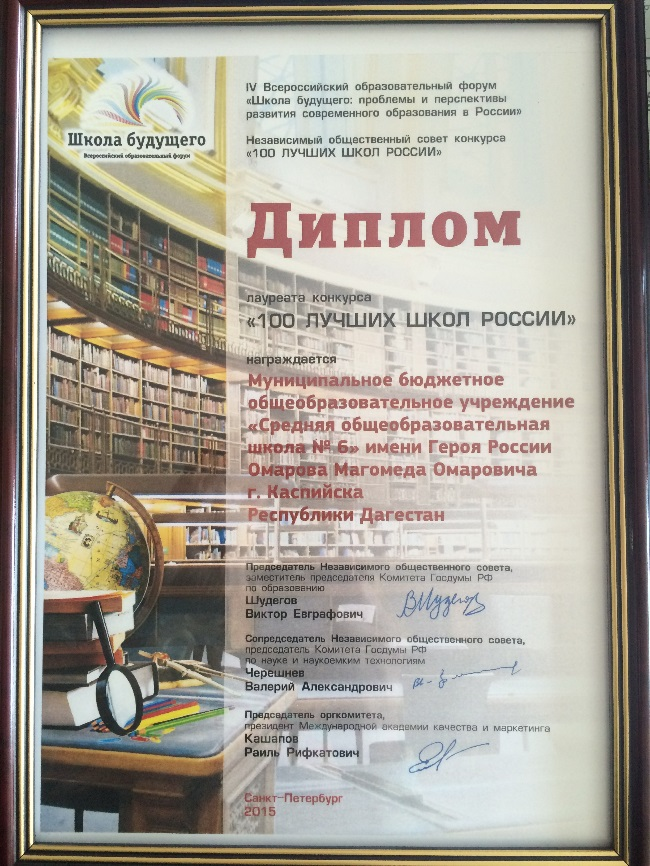 Школа будущего
Всероссийский образовательный форум
IV Всероссийский образовательный форум
«Школа будущего: проблемы и перспективы
развития современного образования в России»
Независимый общественный совет конкурса
«100 ЛУЧШИХ ШКОЛ РОССИИ»
Диплом
лауреата конкурса
«100 ЛУЧШИХ ШКОЛ РОССИИ»
награждается
Муниципальное бюджетное
общеобразовательное учреждение
«Средняя общеобразовательная
школа № 6» имени Героя России
Омарова Магомеда Омаровича
г. Каспийска
Республики Дагестан
Председатель Независимого общественного совета,
заместитель председателя Комитета Госдумы РФ
по образованию
Шудегов
Виктор Евграфович
Сопредседатель Независимого общественного совета,
председатель Комитета Госдумы РФ
по науке и наукоемким технологиям
Черешнев
Валерий Александрович
Председатель оргкомитета,
президент Международной академии качества и маркетинга
Кашапов
Раиль Рифкатович
Санкт-Петербург
2015